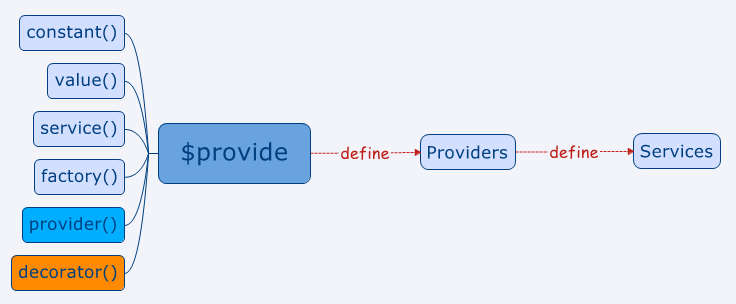 constant()
value()
service()
factory()
provider()
decorator()
$provide
define
Providers
define
Services